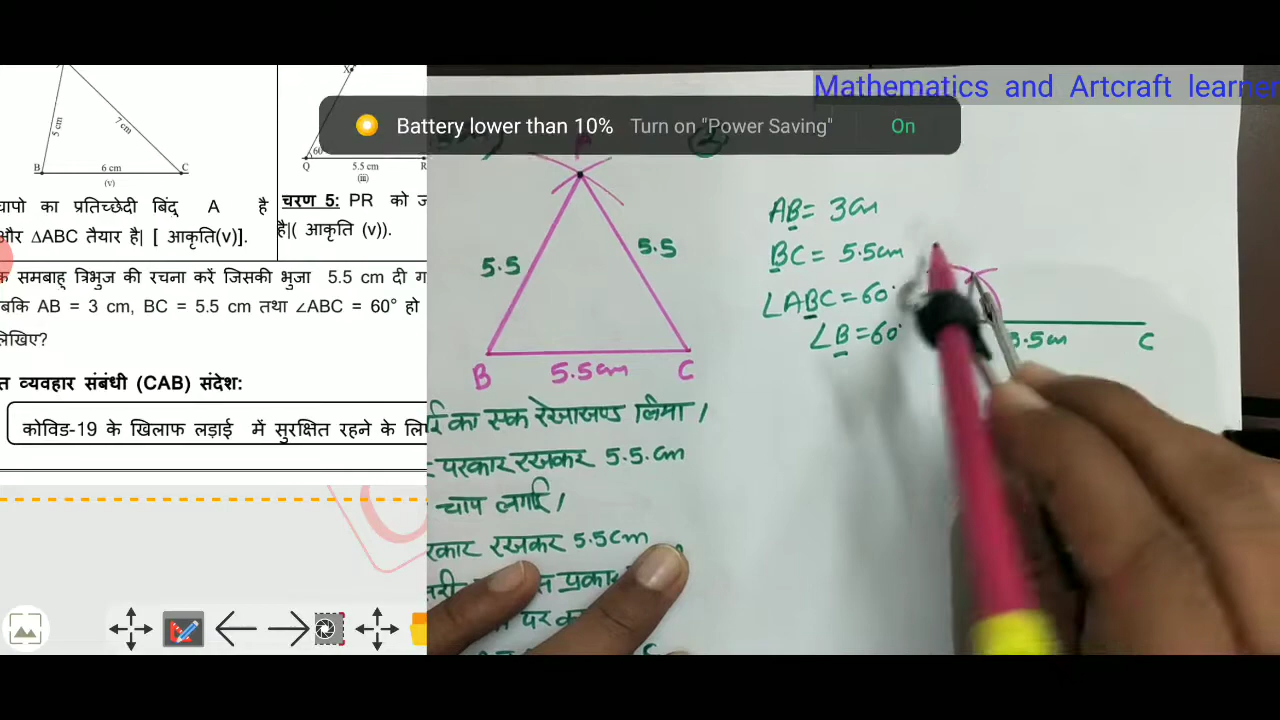 Mathematics and Artcraft learner
Battery lower than 10% Turn on "Power Saving" On
5 cm
7 cm
B 6 cm C
(v)
X
60
Q 5.5 cm R
(iii)
चापो का प्रतिच्छेदी बिंदु A है
और ΔABC तैयार है| [ आकृति(v)].
चरण 5: PR को
है|( आकृति (v)).
समबाहु त्रिभुज की रचना करें जिसकी भुजा 5.5 cm दी
AB = 3 cm, BC = 5.5 cm तथा ∠ABC = 60° हो
लिखिए?
व्यवहार संबंधी (CAB) संदेश:
कोविड-19 के खिलाफ लड़ाई में सुरक्षित रहने के
A
5.5
5.5
B 5.5cm C
का एक रेखाखण्ड लिया।
परकार रखकर 5.5.cm
चाप लगाई।
रखकर 5.5cm
पर
C
2
AB= 3cm
BC= 5.5cm
∠ABC=60°
∠B=60°
5cm C